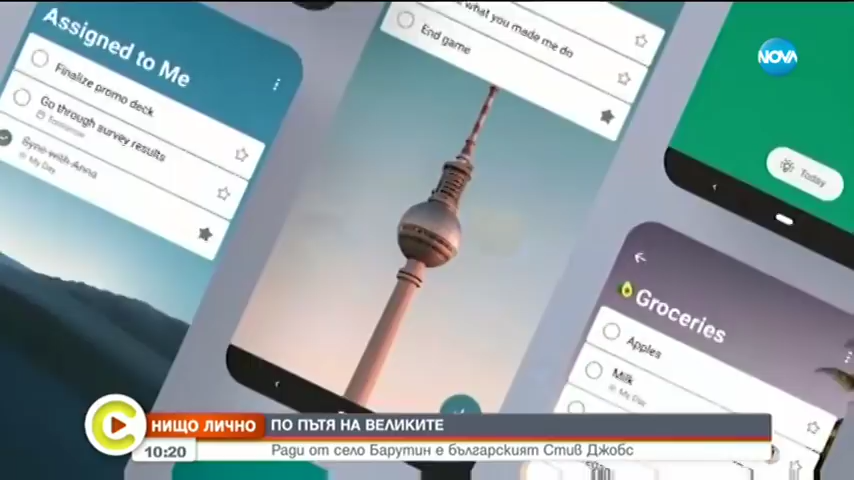 Assigned to Me
Finalize promo deck
Go through survey results
Tomorrow
Sync with Anna
My Day
what you made me do
End game
NOVA
Today
Groceries
Apples
Milk
My Day
НИЩО ЛИЧНО
ПО ПЪТЯ НА ВЕЛИКИТЕ
10:20
Ради от село Барутин е българският Стив Джобс